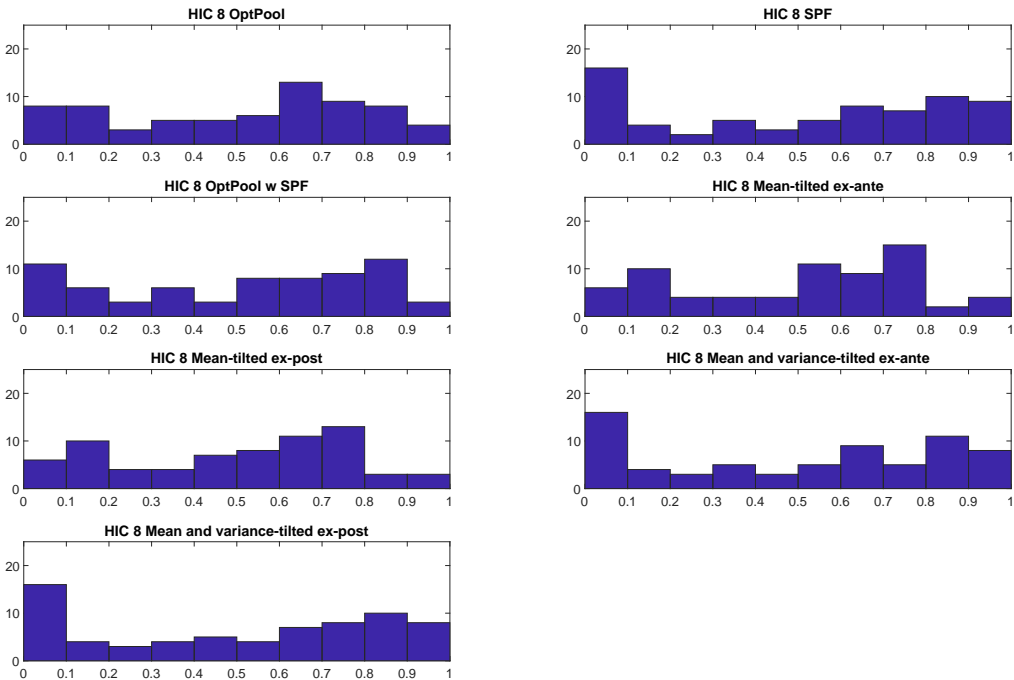 HIC 8 OptPool
20
10
0
0 0.1 0.2 0.3 0.4 0.5 0.6 0.7 0.8 0.9 1
HIC 8 SPF
20
10
0
0 0.1 0.2 0.3 0.4 0.5 0.6 0.7 0.8 0.9 1
HIC 8 OptPool w SPF
20
10
0
0 0.1 0.2 0.3 0.4 0.5 0.6 0.7 0.8 0.9 1
HIC 8 Mean-tilted ex-ante
20
10
0
0 0.1 0.2 0.3 0.4 0.5 0.6 0.7 0.8 0.9 1
HIC 8 Mean-tilted ex-post
20
10
0
0 0.1 0.2 0.3 0.4 0.5 0.6 0.7 0.8 0.9 1
HIC 8 Mean and variance-tilted ex-ante
20
10
0
0 0.1 0.2 0.3 0.4 0.5 0.6 0.7 0.8 0.9 1
HIC 8 Mean and variance-tilted ex-post
20
10
0
0 0.1 0.2 0.3 0.4 0.5 0.6 0.7 0.8 0.9 1